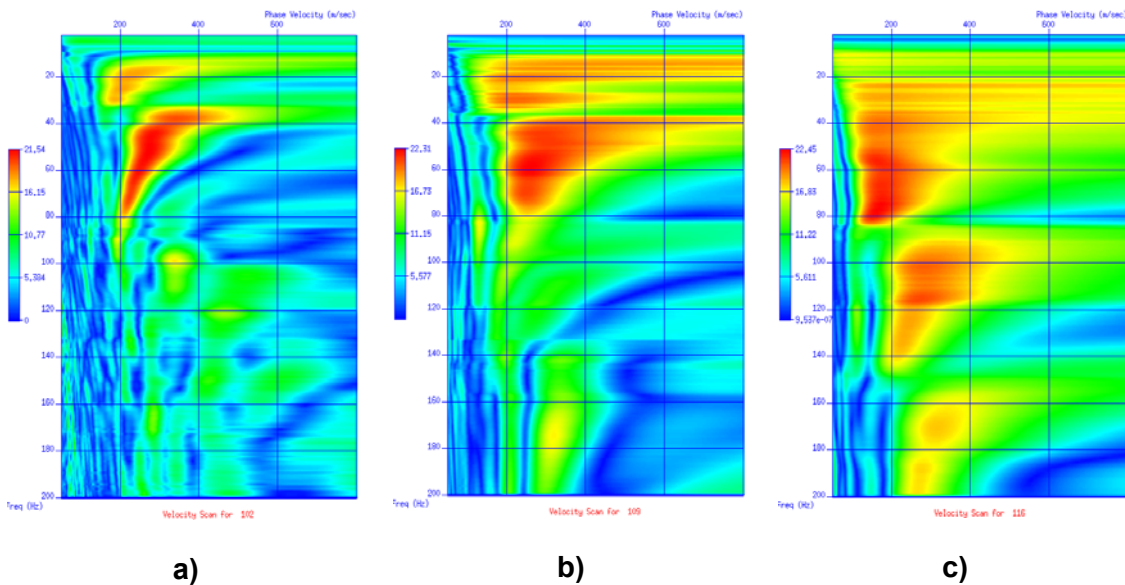 Phase Velocity (m/sec)
200 400 600
20
40
60
80
100
120
140
160
180
200
21,54
16,15
10,77
5,384
0
Freq (Hz)
Velocity Scan for 102
a)
Phase Velocity (m/sec)
200 400 600
20
40
60
80
100
120
140
160
180
200
22,31
16,73
11,15
5,577
Freq (Hz)
Velocity Scan for 109
b)
Phase Velocity (m/sec)
200 400 600
20
40
60
80
100
120
140
160
180
200
22,45
16,83
11,22
5,611
9,537e-07
Freq (Hz)
Velocity Scan for 116
c)